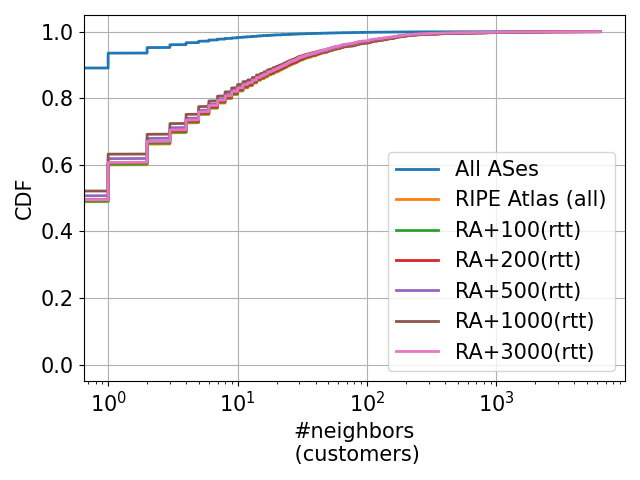 1.0
0.8
0.6
0.4
0.2
0.0
CDF
All ASes
RIPE Atlas (all)
RA+100(rtt)
RA+200(rtt)
RA+500(rtt)
RA+1000(rtt)
RA+3000(rtt)
10⁰ 10¹ 10² 10³
#neighbors
(customers)